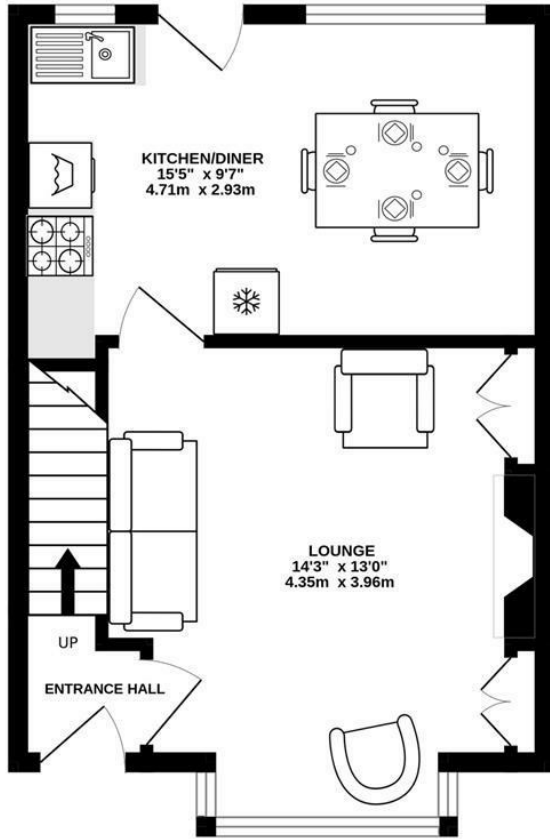 KITCHEN/DINER
15'5" x 9'7"
4.71m x 2.93m
LOUNGE
14'3" x 13'0"
4.35m x 3.96m
UP
ENTRANCE HALL